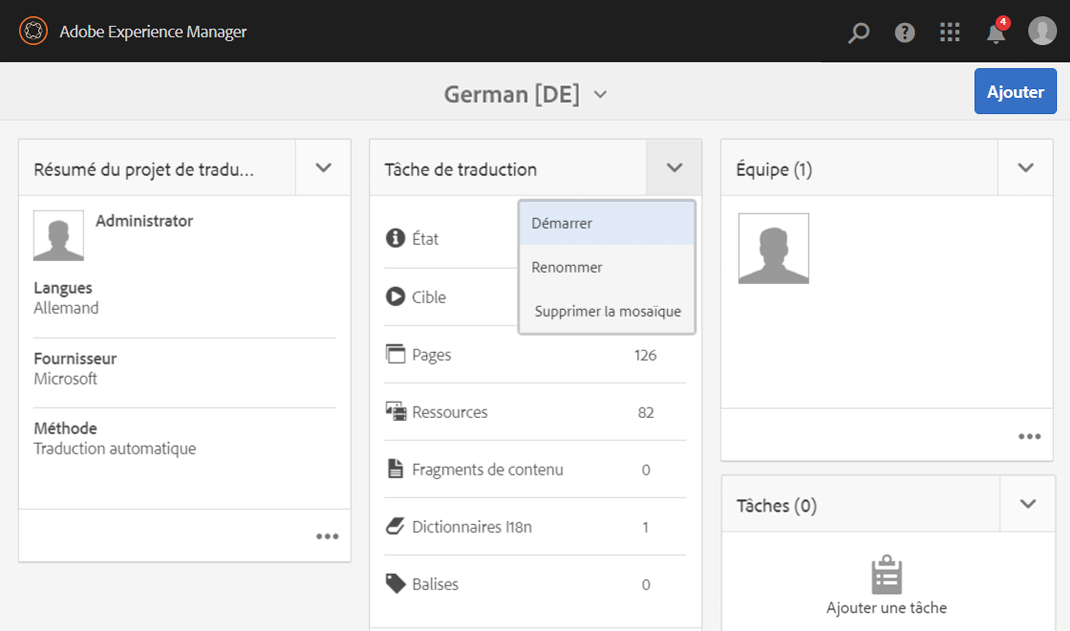 Adobe Experience Manager
4
German [DE]
Ajouter
Résumé du projet de tradu...
Administrator
Langues
Allemand
Fournisseur
Microsoft
Méthode
Traduction automatique
Tâche de traduction
Démarrer
Renommer
Supprimer la mosaïque
État
Cible
Pages 126
Ressources 82
Fragments de contenu 0
Dictionnaires I18n 1
Balises 0
Équipe (1)
Tâches (0)
Ajouter une tâche